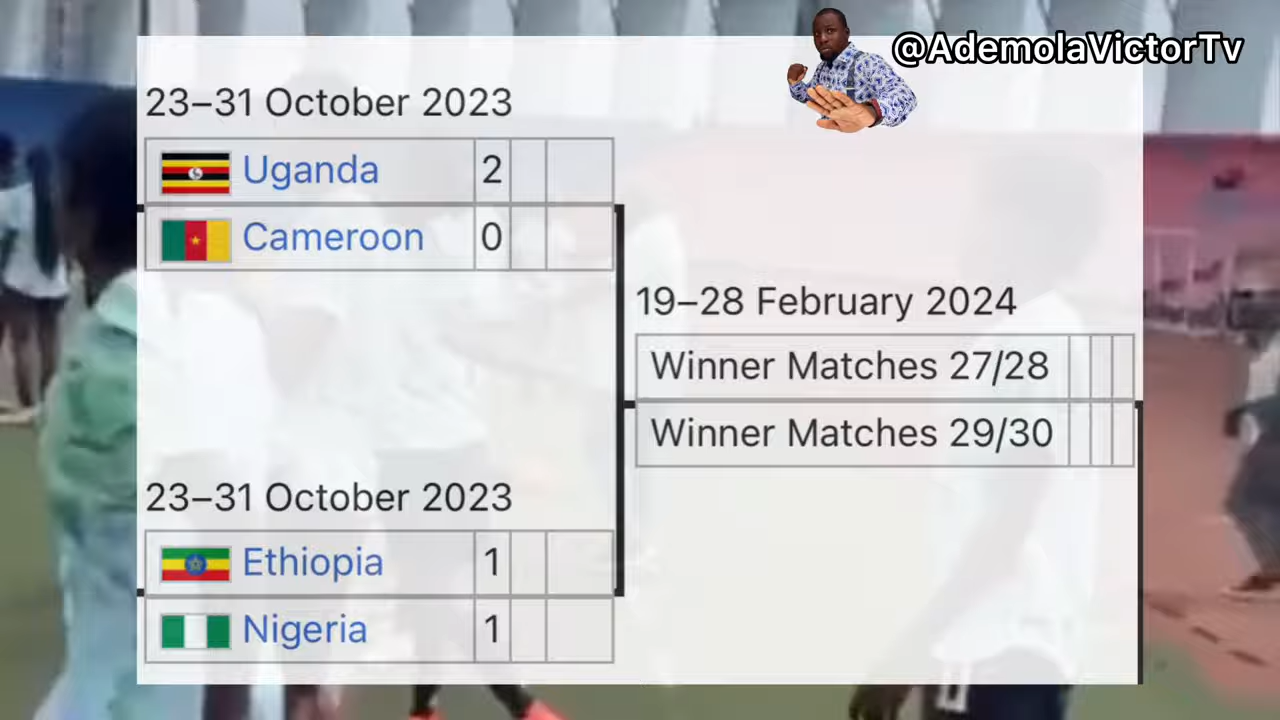 @AdemolaVictorTv
23–31 October 2023
Uganda 2
Cameroon 0
19–28 February 2024
Winner Matches 27/28
Winner Matches 29/30
23–31 October 2023
Ethiopia 1
Nigeria 1